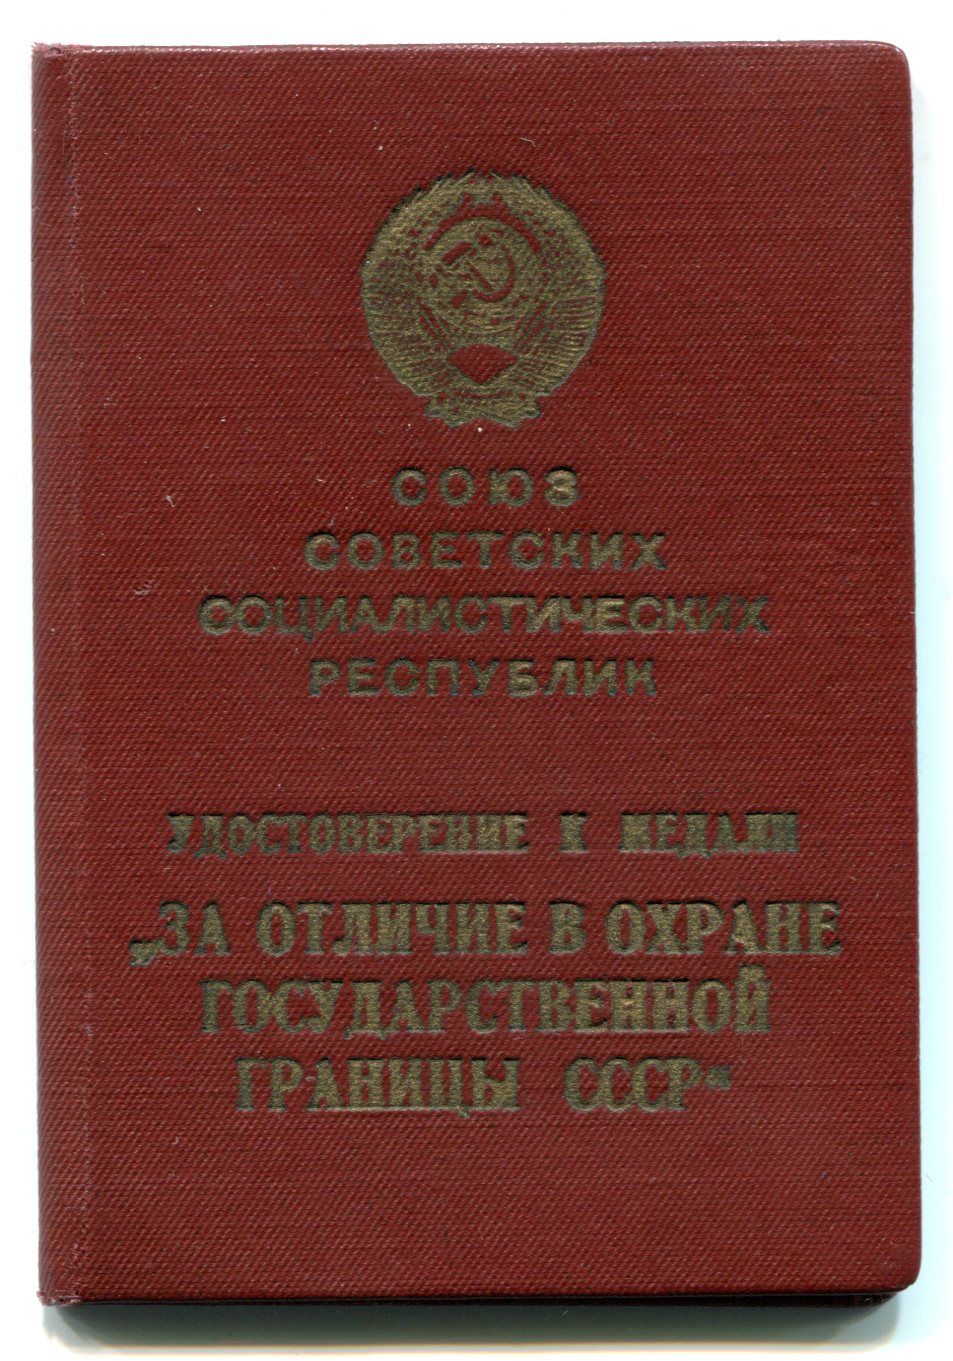 СОЮЗ
СОВЕТСКИХ
СОЦИАЛИСТИЧЕСКИХ
РЕСПУБЛИК
УДОСТОВЕРЕНИЕ К МЕДАЛИ
„ЗА ОТЛИЧИЕ В ОХРАНЕ
ГОСУДАРСТВЕННОЙ
ГРАНИЦЫ СССР“